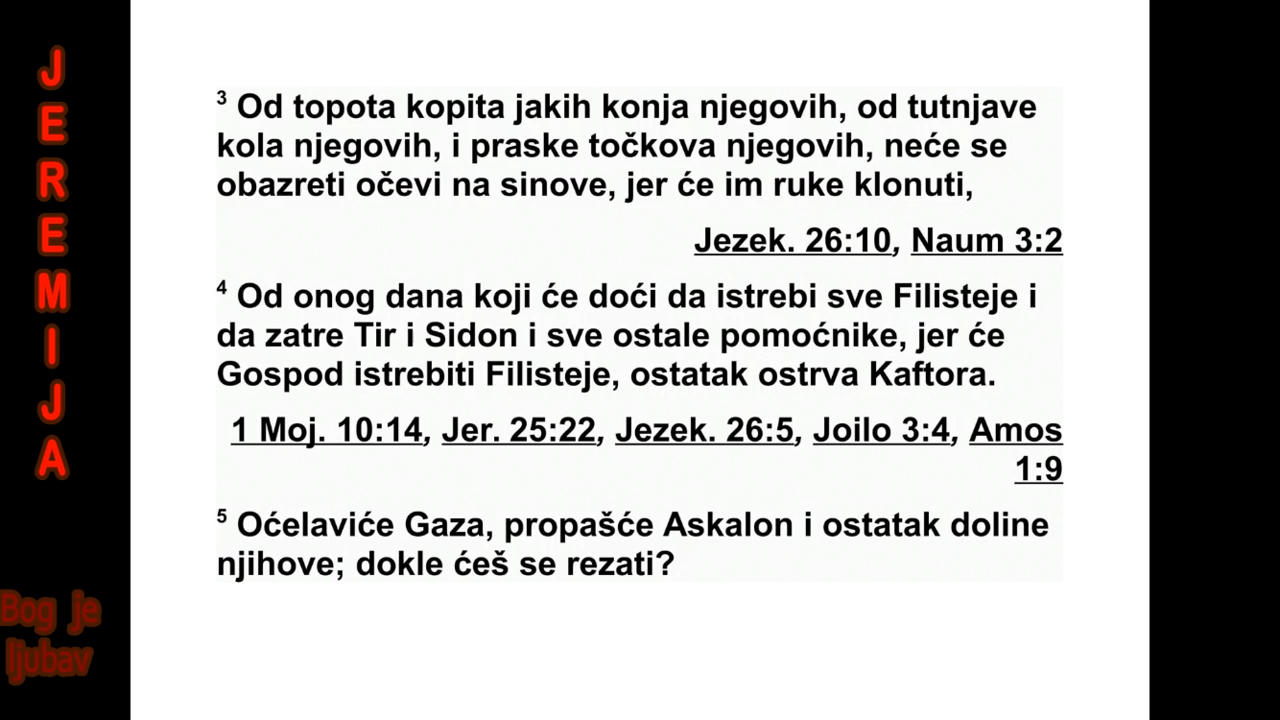 JEREMIJA
³ Od topota kopita jakih konja njegovih, od tutnjave
kola njegovih, i praske točkova njegovih, neće se
obazreti očevi na sinove, jer će im ruke klonuti,
Jezek. 26:10, Naum 3:2
⁴ Od onog dana koji će doći da istrebi sve Filisteje i
da zatre Tir i Sidon i sve ostale pomoćnike, jer će
Gospod istrebiti Filisteje, ostatak ostrva Kaftora.
1 Moj. 10:14, Jer. 25:22, Jezek. 26:5, Joilo 3:4, Amos
1:9
⁵ Oćelaviće Gaza, propašće Askalon i ostatak doline
njihove; dokle ćeš se rezati?
Bog je
ljubav